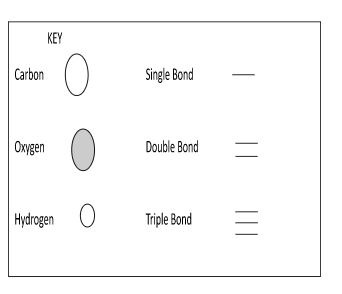 KEY
Carbon Single Bond
Oxygen Double Bond
Hydrogen Triple Bond